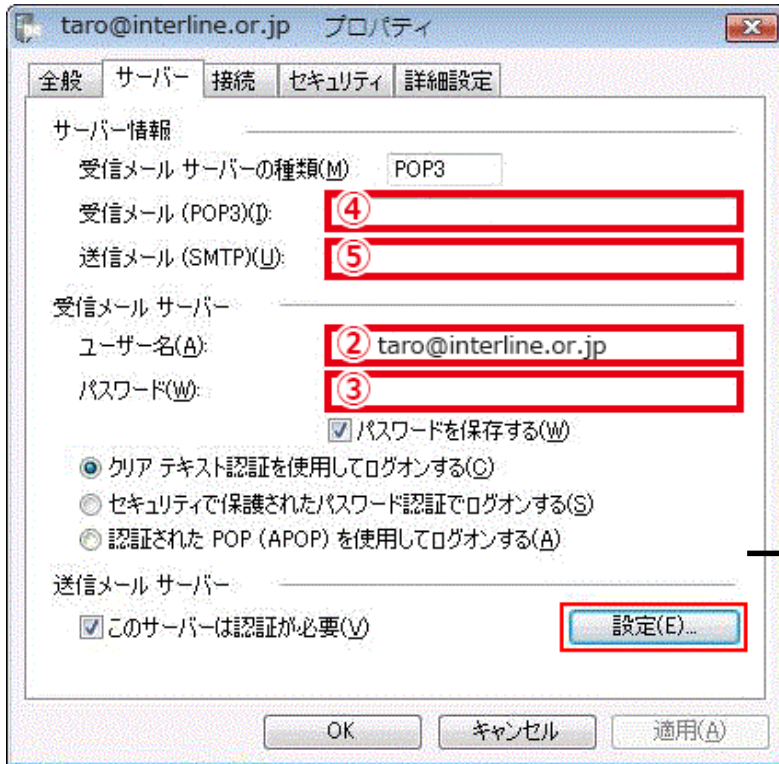 taro@interline.or.jp プロパティ
全般 サーバー 接続 セキュリティ 詳細設定
サーバー情報
受信メール サーバーの種類(M) POP3
受信メール (POP3)(I): ④
送信メール (SMTP)(U): ⑤
受信メール サーバー
ユーザー名(A): ② taro@interline.or.jp
パスワード(W): ③
パスワードを保存する(W)
クリア テキスト認証を使用してログオンする(C)
セキュリティで保護されたパスワード認証でログオンする(S)
認証された POP (APOP) を使用してログオンする(A)
送信メール サーバー
このサーバーは認証が必要(V) 設定(E)...
OK キャンセル 適用(A)